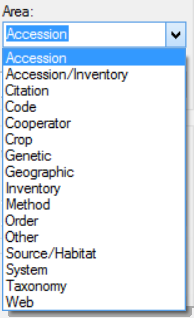 Area:
Accession
Accession
Accession/Inventory
Citation
Code
Cooperator
Crop
Genetic
Geographic
Inventory
Method
Order
Other
Source/Habitat
System
Taxonomy
Web